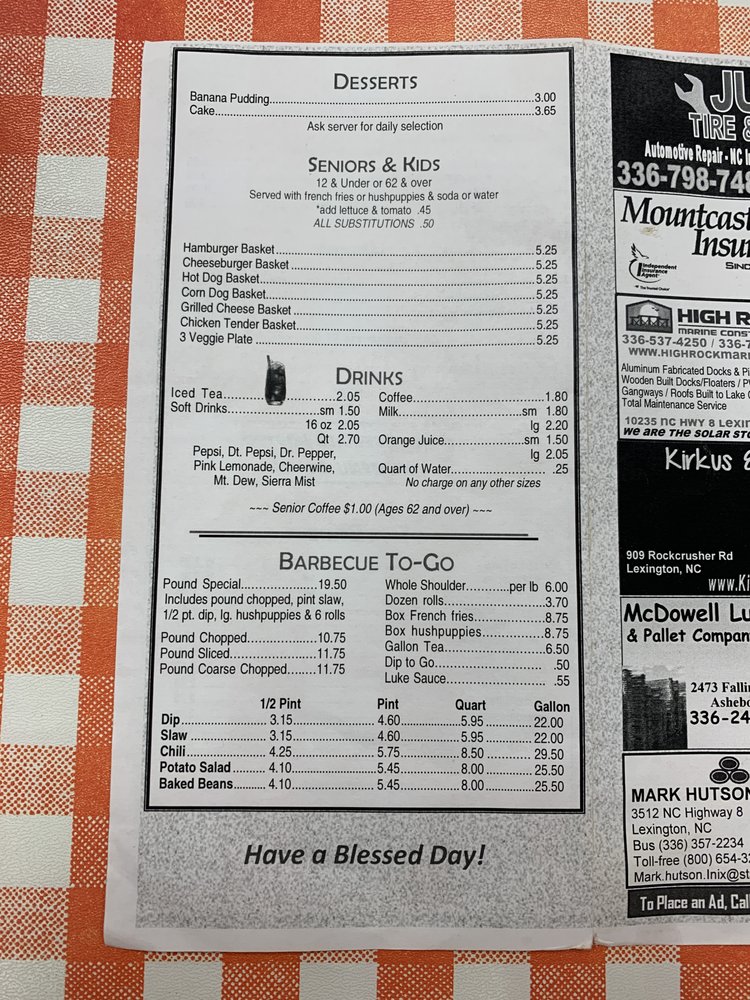 DESSERTS
Banana Pudding....3.00
Cake....3.65
Ask server for daily selection
SENIORS & KIDS
12 & Under or 62 & over
Served with french fries or hushpuppies & soda or water
*add lettuce & tomato .45
ALL SUBSTITUTIONS .50
Hamburger Basket....5.25
Cheeseburger Basket....5.25
Hot Dog Basket....5.25
Corn Dog Basket....5.25
Grilled Cheese Basket....5.25
Chicken Tender Basket....5.25
3 Veggie Plate....5.25
DRINKS
Iced Tea....2.05
Soft Drinks....sm 1.50
16 oz 2.05
Qt 2.70
Pepsi, Dt. Pepsi, Dr. Pepper,
Pink Lemonade, Cheerwine,
Mt. Dew, Sierra Mist
Coffee....1.80
Milk....sm 1.80
lg 2.20
Orange Juice....sm 1.50
lg 2.05
Quart of Water....25
No charge on any other sizes
~~~ Senior Coffee $1.00 (Ages 62 and over) ~~~
BARBECUE TO-GO
Pound Special....19.50
Includes pound chopped, pint slaw,
1/2 pt. dip, lg. hushpuppies & 6 rolls
Pound Chopped....10.75
Pound Sliced....11.75
Pound Coarse Chopped....11.75
Whole Shoulder....per lb 6.00
Dozen rolls....3.70
Box French fries....8.75
Box hushpuppies....8.75
Gallon Tea....6.50
Dip to Go.... .50
Luke Sauce.... .55
1/2 Pint Pint Quart Gallon
Dip....3.15....4.60....5.95....22.00
Slaw....3.15....4.60....5.95....22.00
Chili....4.25....5.75....8.50....29.50
Potato Salad....4.10....5.45....8.00....25.50
Baked Beans....4.10....5.45....8.00....25.50
Have a Blessed Day!
JU
TIRE &
Automotive Repair - NC
336-798-748
Mountcas
Insu
Independent
Insurance
Agent
SINC
HIGH R
MARINE CONS
336-537-4250 / 336-7
WWW.HIGHROCKMAR
Aluminum Fabricated Docks & Pi
Wooden Built Docks/Floaters / P
Gangways / Roofs Built to Lake
Total Maintenance Service
10235 NC HWY 8 LEXI
WE ARE THE SOLAR STO
Kirkus &
909 Rockcrusher Rd
Lexington, NC
www.Ki
McDowell Lu
& Pallet Compan
2473 Fallin
Ashebo
336-24
MARK HUTSON
3512 NC Highway 8
Lexington, NC
Bus (336) 357-2234
Toll-free (800) 654-3
Mark.hutson.lnix@st
To Place an Ad, Cal